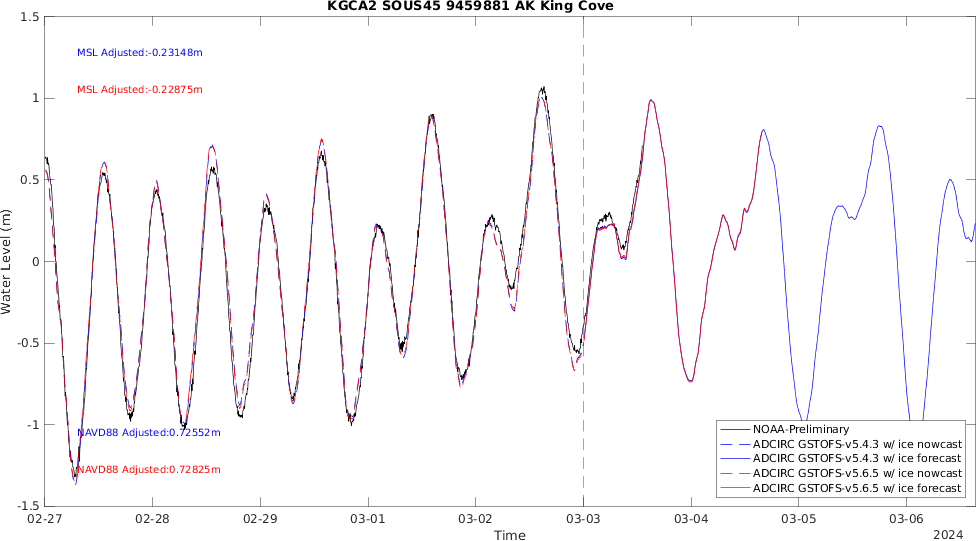 KGCA2 SOUS45 9459881 AK King Cove
1.5
1
0.5
0
-0.5
-1
-1.5
Water Level (m)
MSL Adjusted:-0.23148m
MSL Adjusted:-0.22875m
NAVD88 Adjusted:0.72552m
NAVD88 Adjusted:0.72825m
NOAA-Preliminary
ADCIRC GSTOFS-v5.4.3 w/ ice nowcast
ADCIRC GSTOFS-v5.4.3 w/ ice forecast
ADCIRC GSTOFS-v5.6.5 w/ ice nowcast
ADCIRC GSTOFS-v5.6.5 w/ ice forecast
02-27 02-28 02-29 03-01 03-02 03-03 03-04 03-05 03-06
Time
2024